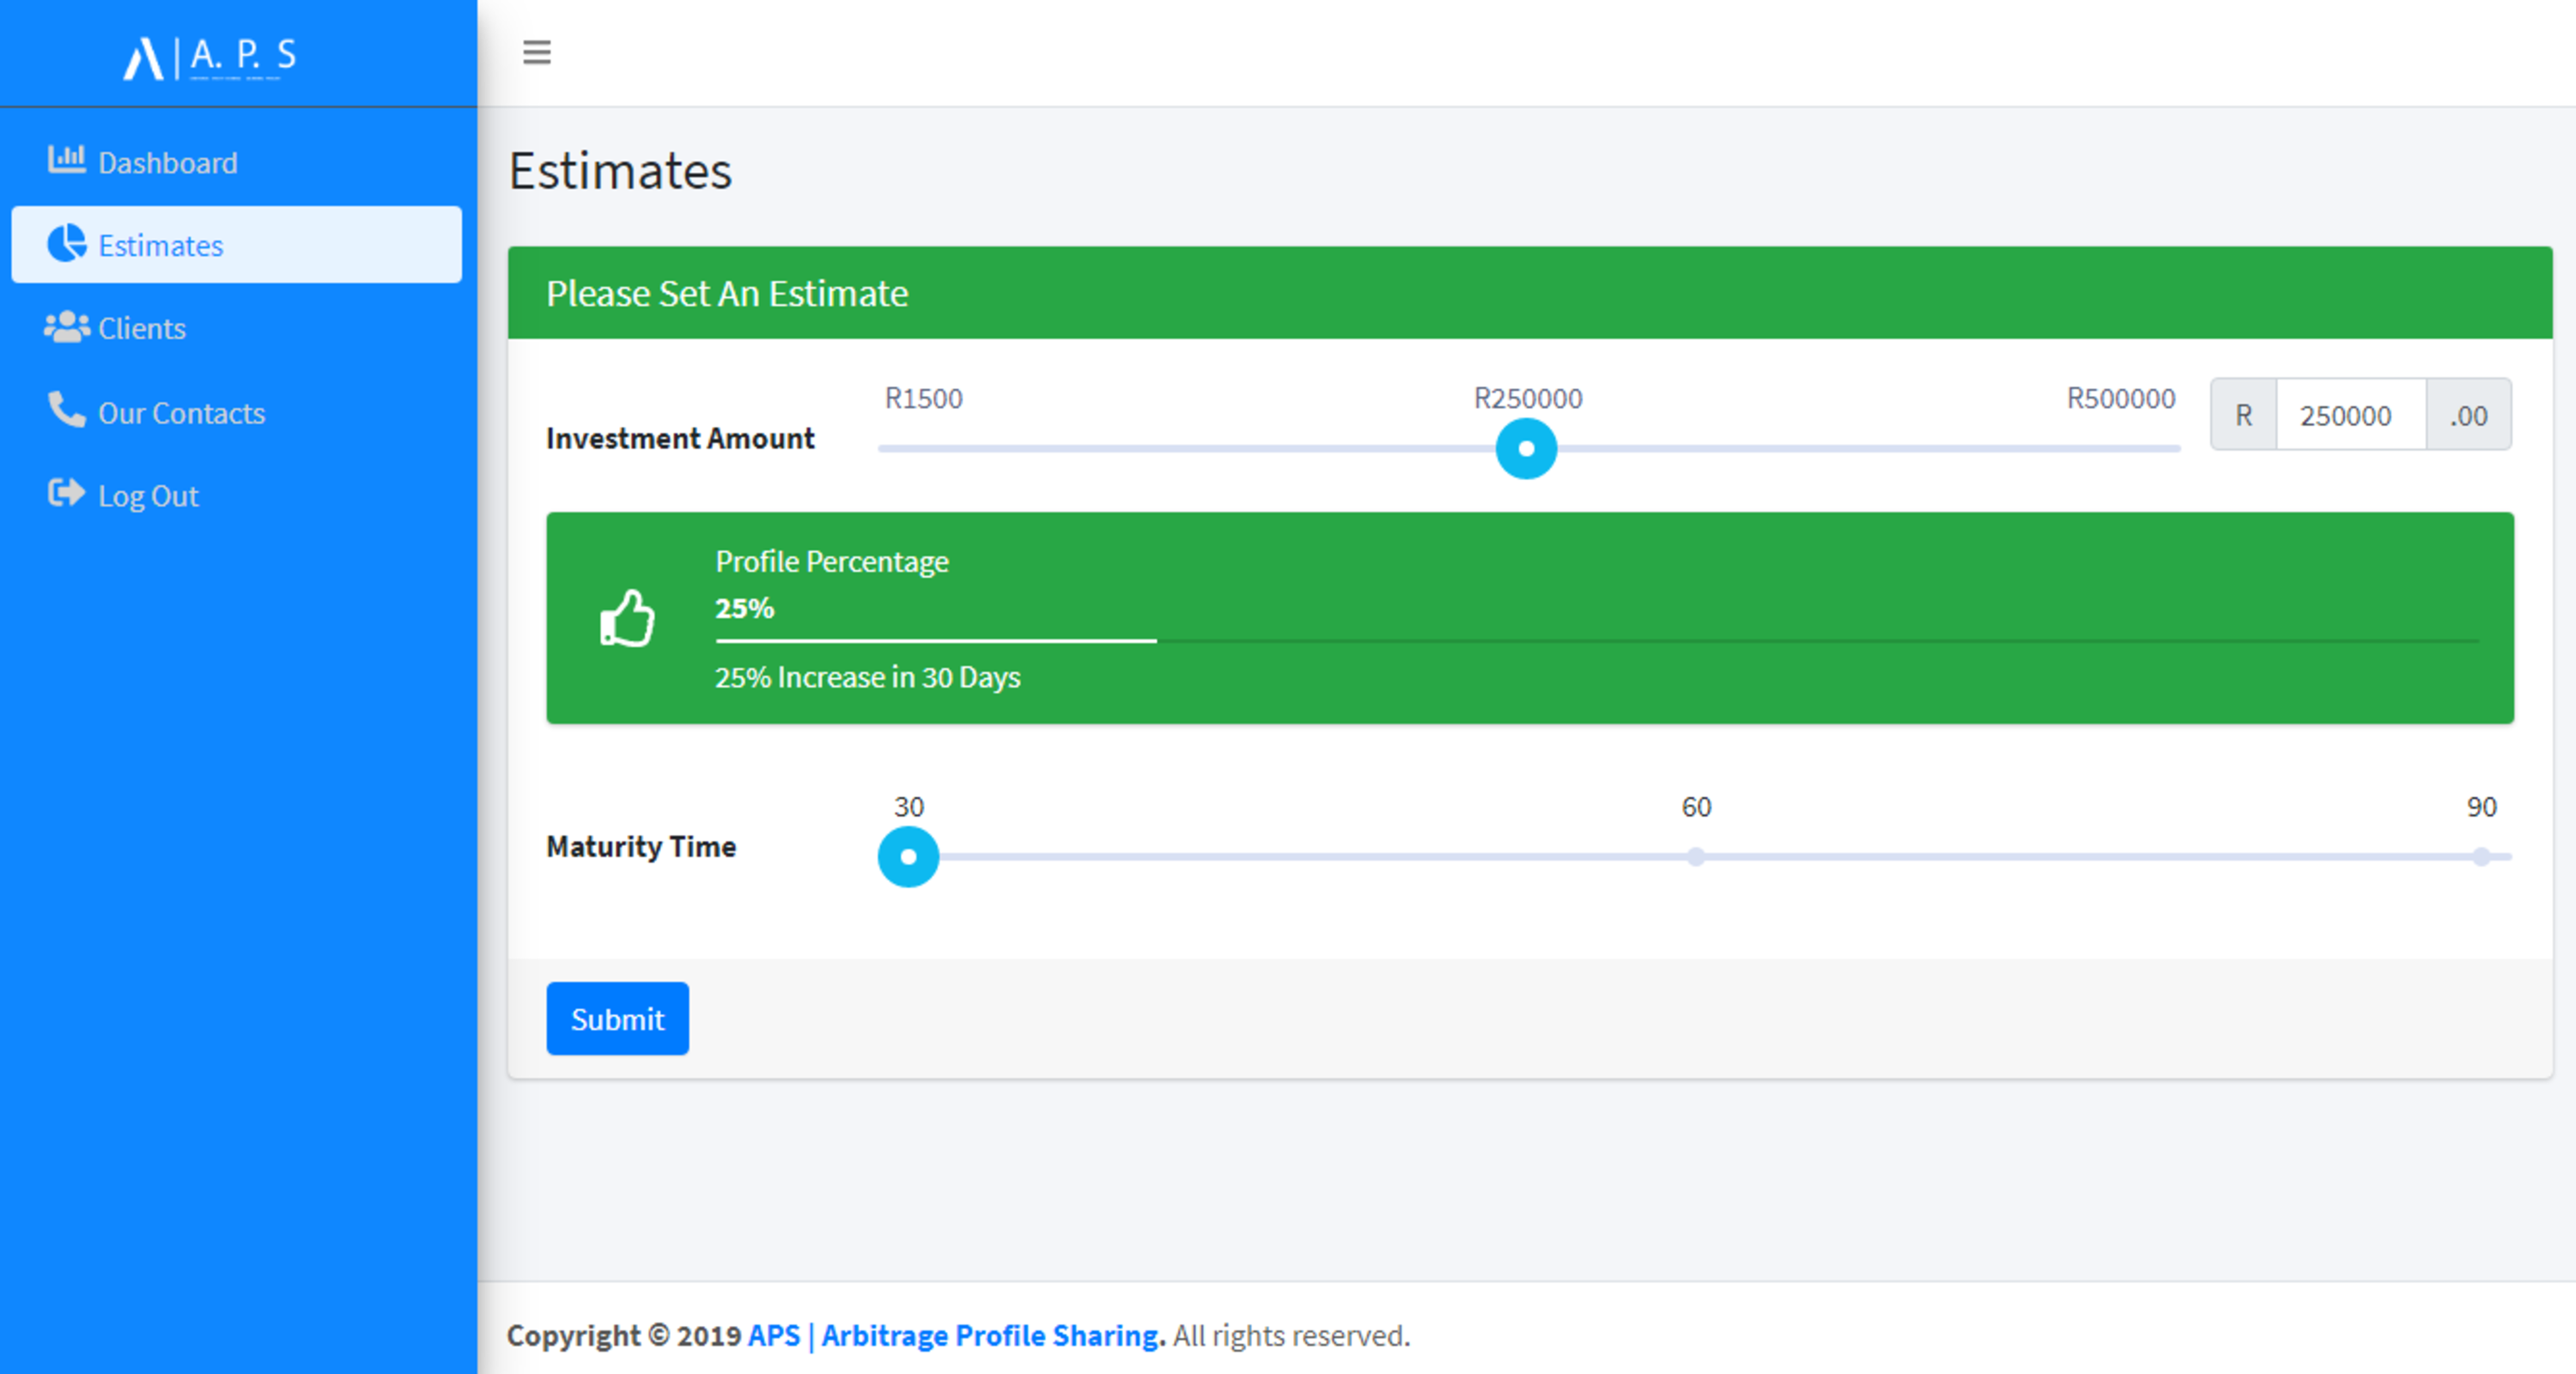 A. P. S
Dashboard
Estimates
Clients
Our Contacts
Log Out
Estimates
Please Set An Estimate
Investment Amount
R1500 R250000 R500000
R 250000 .00
Profile Percentage
25%
25% Increase in 30 Days
Maturity Time
30 60 90
Submit
Copyright © 2019 APS | Arbitrage Profile Sharing. All rights reserved.